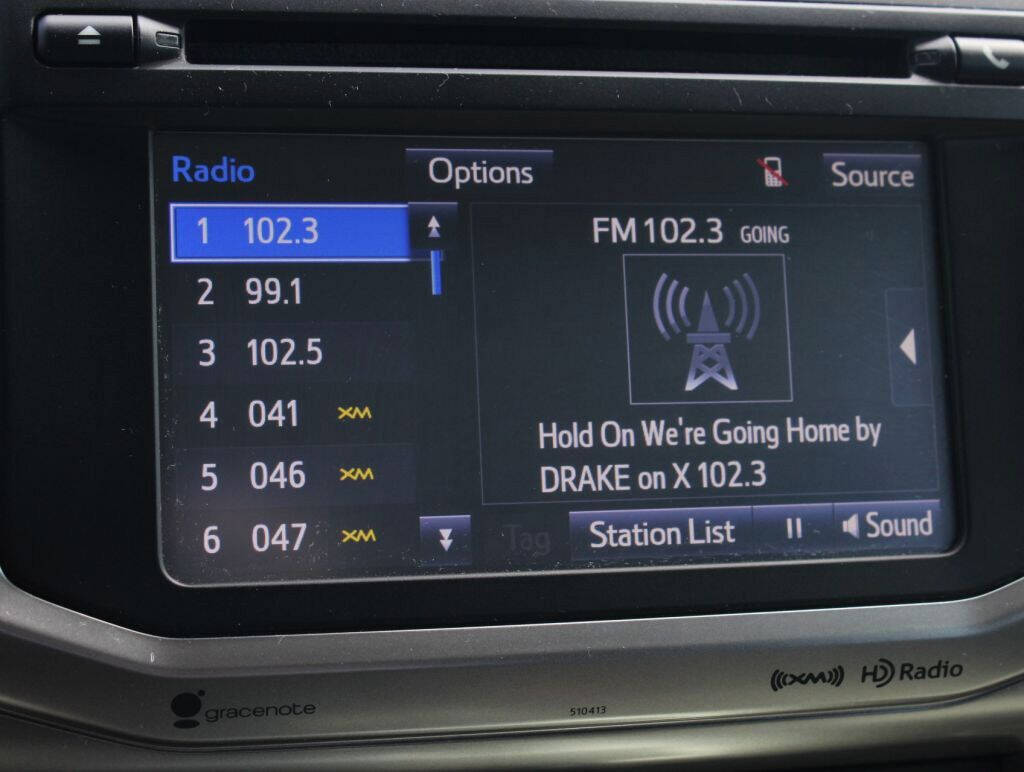 Radio Options Source
1 102.3
2 99.1
3 102.5
4 041 XM
5 046 XM
6 047 XM
FM 102.3 GOING
Hold On We're Going Home by
DRAKE on X 102.3
Tag Station List Sound
gracenote
510413
XM HD Radio